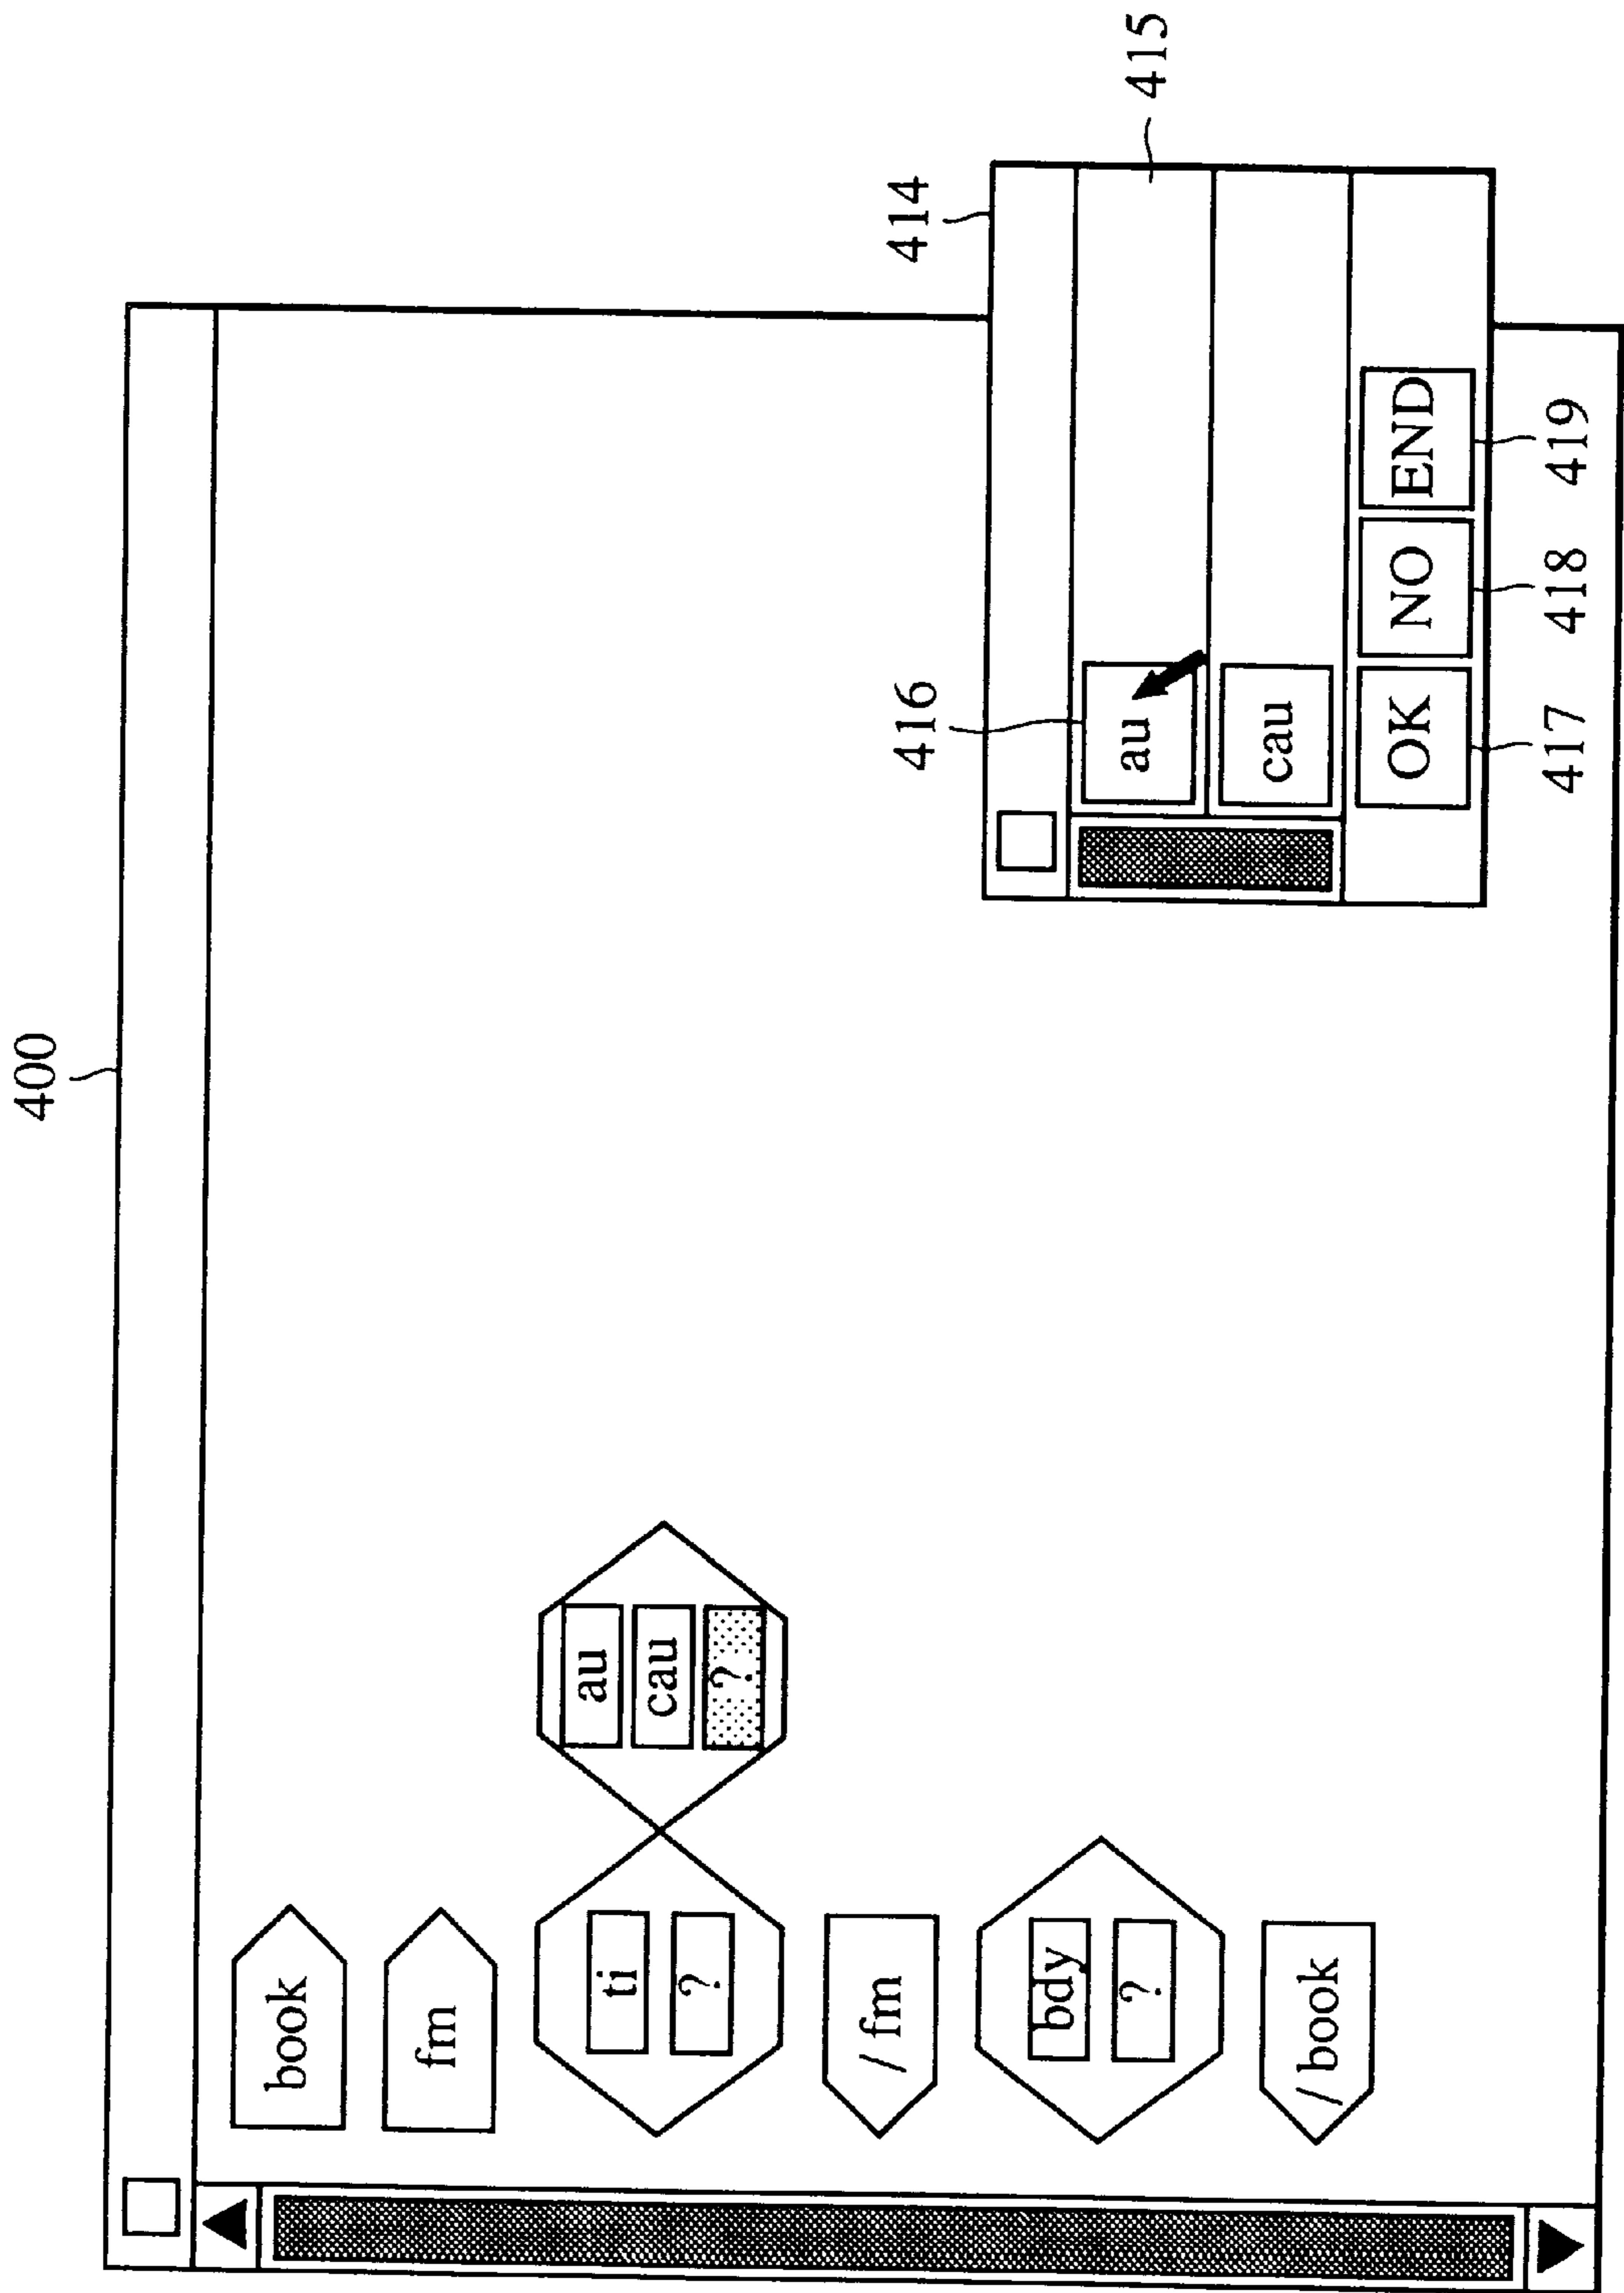 400
book
fm
ti
?
au
cau
?
/ fm
bdy
?
/ book
414
416
au
415
cau
OK
NO
END
417
418
419